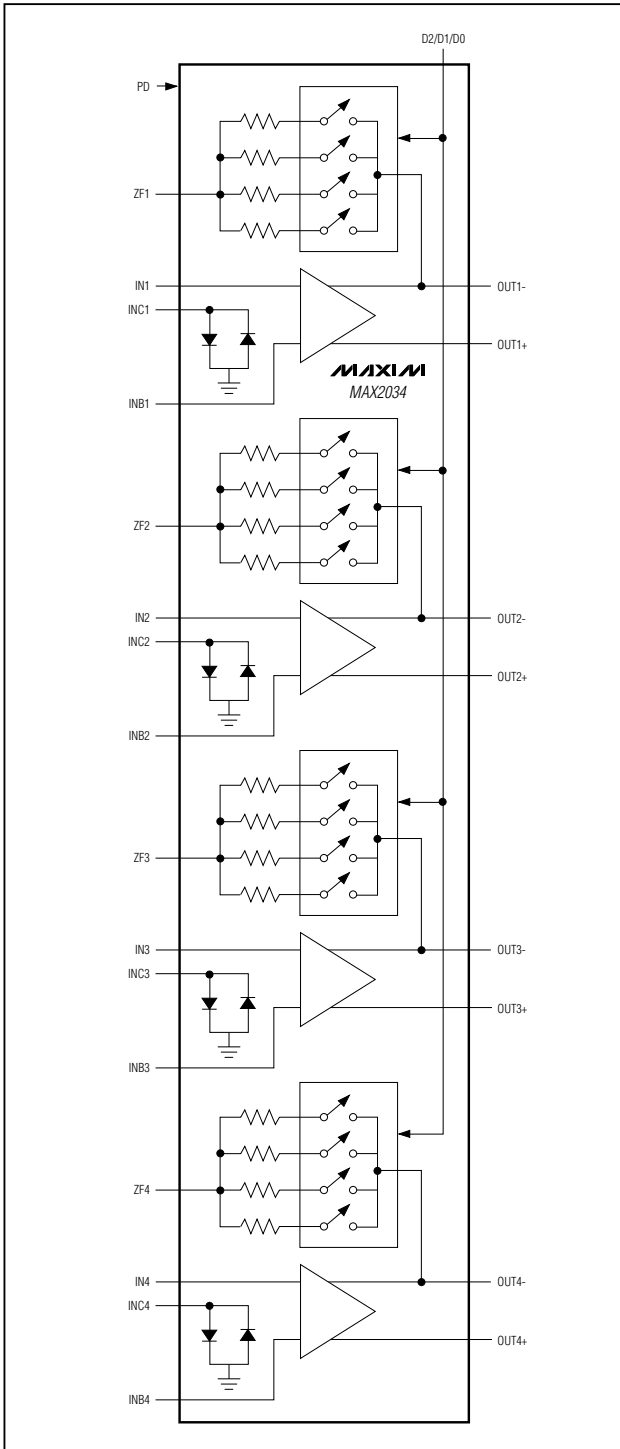 D2/D1/D0
PD
ZF1
IN1
OUT1-
INC1
OUT1+
MAXIM
MAX2034
INB1
ZF2
IN2
OUT2-
INC2
OUT2+
INB2
ZF3
IN3
OUT3-
INC3
OUT3+
INB3
ZF4
IN4
OUT4-
INC4
OUT4+
INB4